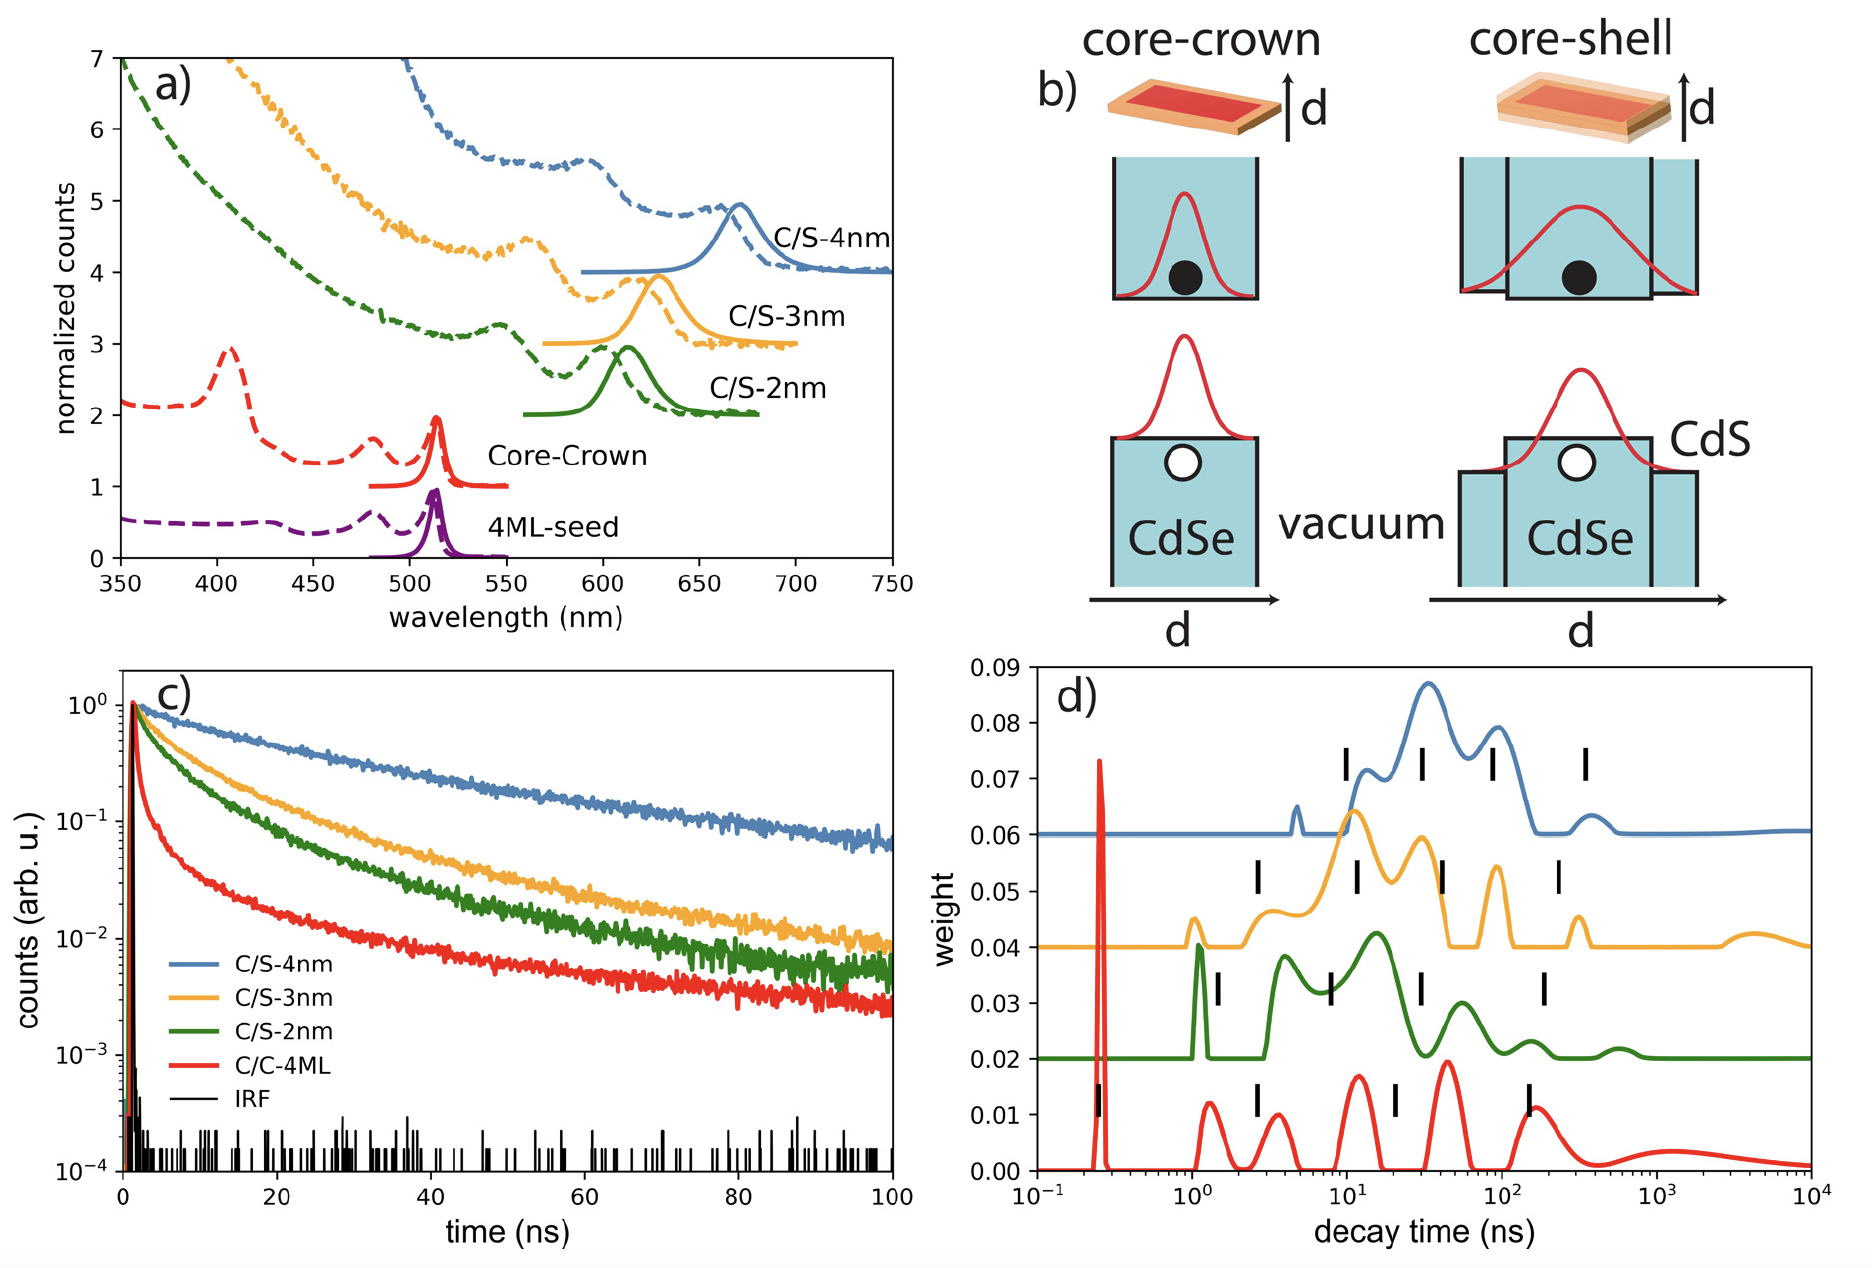 a)
7
6
5
4
3
2
1
0
normalized counts
C/S-4nm
C/S-3nm
C/S-2nm
Core-Crown
4ML-seed
350 400 450 500 550 600 650 700 750
wavelength (nm)
core-crown core-shell
b)
d d
CdS
CdSe vacuum CdSe
d d
c)
10⁰
10⁻¹
10⁻²
10⁻³
10⁻⁴
counts (arb. u.)
C/S-4nm
C/S-3nm
C/S-2nm
C/C-4ML
IRF
0 20 40 60 80 100
time (ns)
d)
0.09
0.08
0.07
0.06
0.05
0.04
0.03
0.02
0.01
0.00
weight
10⁻¹ 10⁰ 10¹ 10² 10³ 10⁴
decay time (ns)